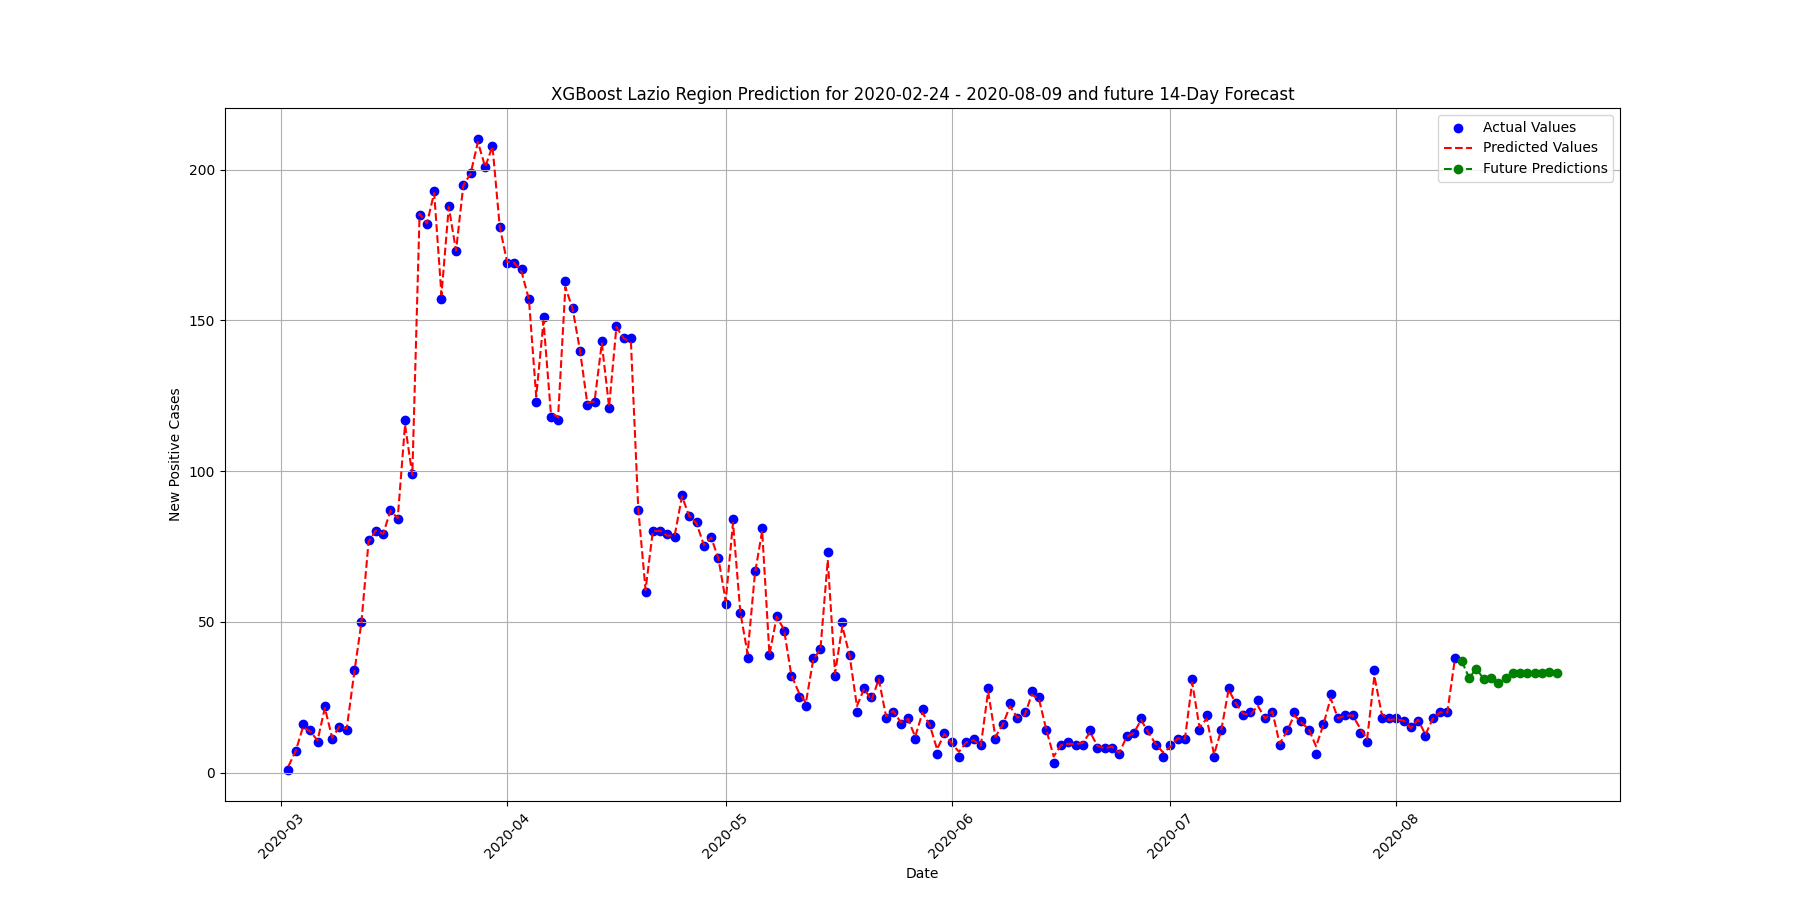 XGBoost Lazio Region Prediction for 2020-02-24 - 2020-08-09 and future 14-Day Forecast
Actual Values
Predicted Values
Future Predictions
New Positive Cases
200
150
100
50
0
2020-03
2020-04
2020-05
2020-06
2020-07
2020-08
Date